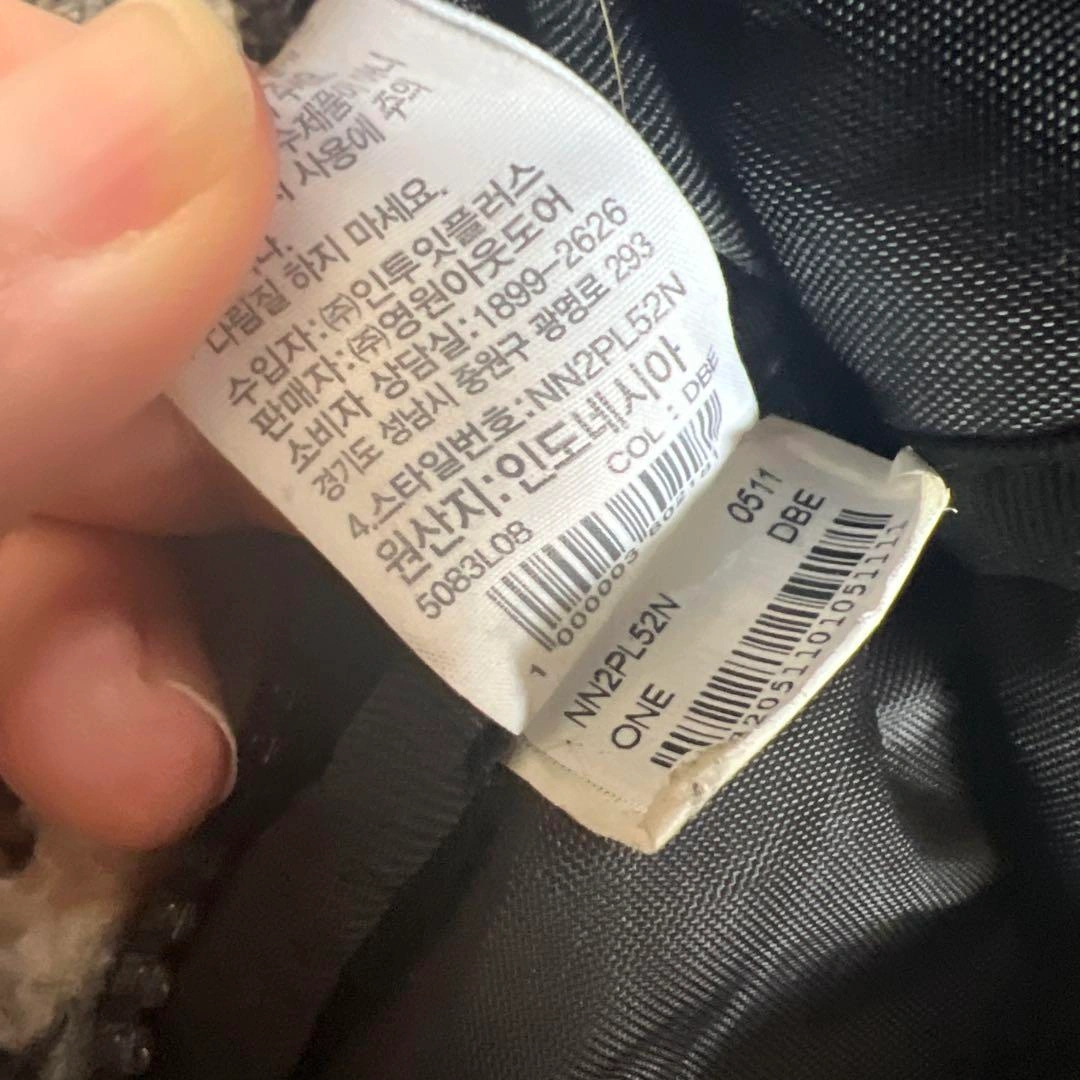 사용에 주의
다림질 하지 마세요.
수입자:㈜인투잇플러스
판매자:㈜영원아웃도어
소비자 상담실:1899-2626
경기도 성남시 중원구 광명로 293
4.스타일번호:NN2PL52N
원산지:인도네시아
5083L08
COL : DBE
1 000003
0511
NN2PL52N
DBE
ONE
2051101051111